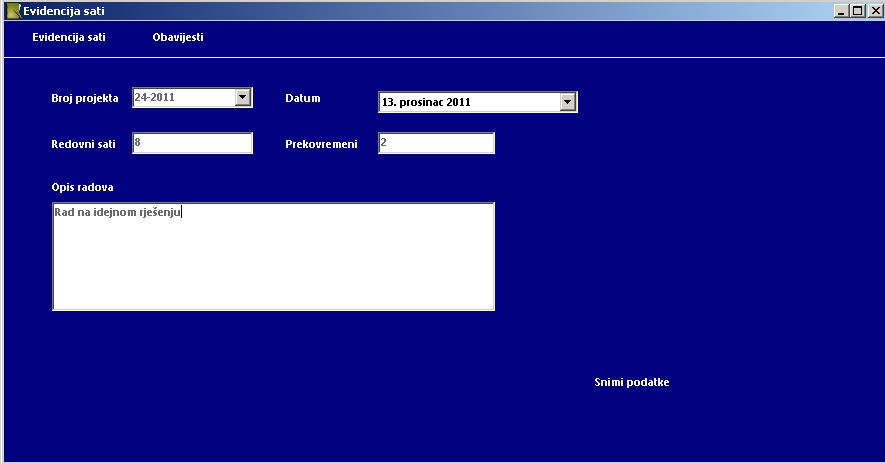 Evidencija sati
Evidencija sati Obavijesti
Broj projekta 24-2011 Datum 13. prosinac 2011
Redovni sati 8 Prekovremeni 2
Opis radova
Rad na idejnom rješenju
Snimi podatke